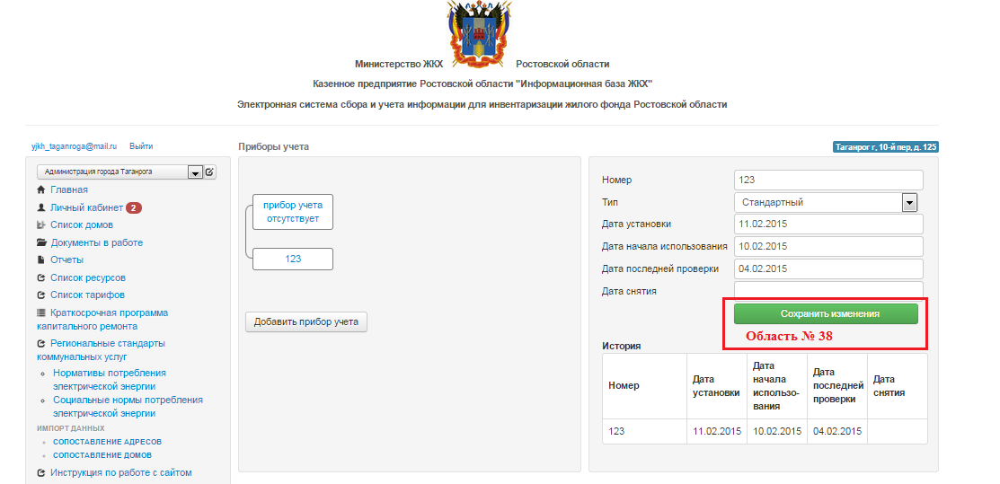 Министерство ЖКХ Ростовской области
Казенное предприятие Ростовской области "Информационная база ЖКХ"
Электронная система сбора и учета информации для инвентаризации жилого фонда Ростовской области
yjkh_taganroga@mail.ru Выйти
Администрация города Таганрога
Главная
Личный кабинет 2
Список домов
Документы в работе
Отчеты
Список ресурсов
Список тарифов
Краткосрочная программа
капитального ремонта
Региональные стандарты
коммунальных услуг
Нормативы потребления
электрической энергии
Социальные нормы потребления
электрической энергии
ИМПОРТ ДАННЫХ
СОПОСТАВЛЕНИЕ АДРЕСОВ
СОПОСТАВЛЕНИЕ ДОМОВ
Инструкция по работе с сайтом
Приборы учета
прибор учета
отсутствует
123
Добавить прибор учета
Таганрог г, 10-й пер, д. 125
Номер 123
Тип Стандартный
Дата установки 11.02.2015
Дата начала использования 10.02.2015
Дата последней проверки 04.02.2015
Дата снятия
Сохранить изменения
Область № 38
История
Номер
Дата
установки
Дата
начала
использо-
вания
Дата
последней
проверки
Дата
снятия
123 11.02.2015 10.02.2015 04.02.2015